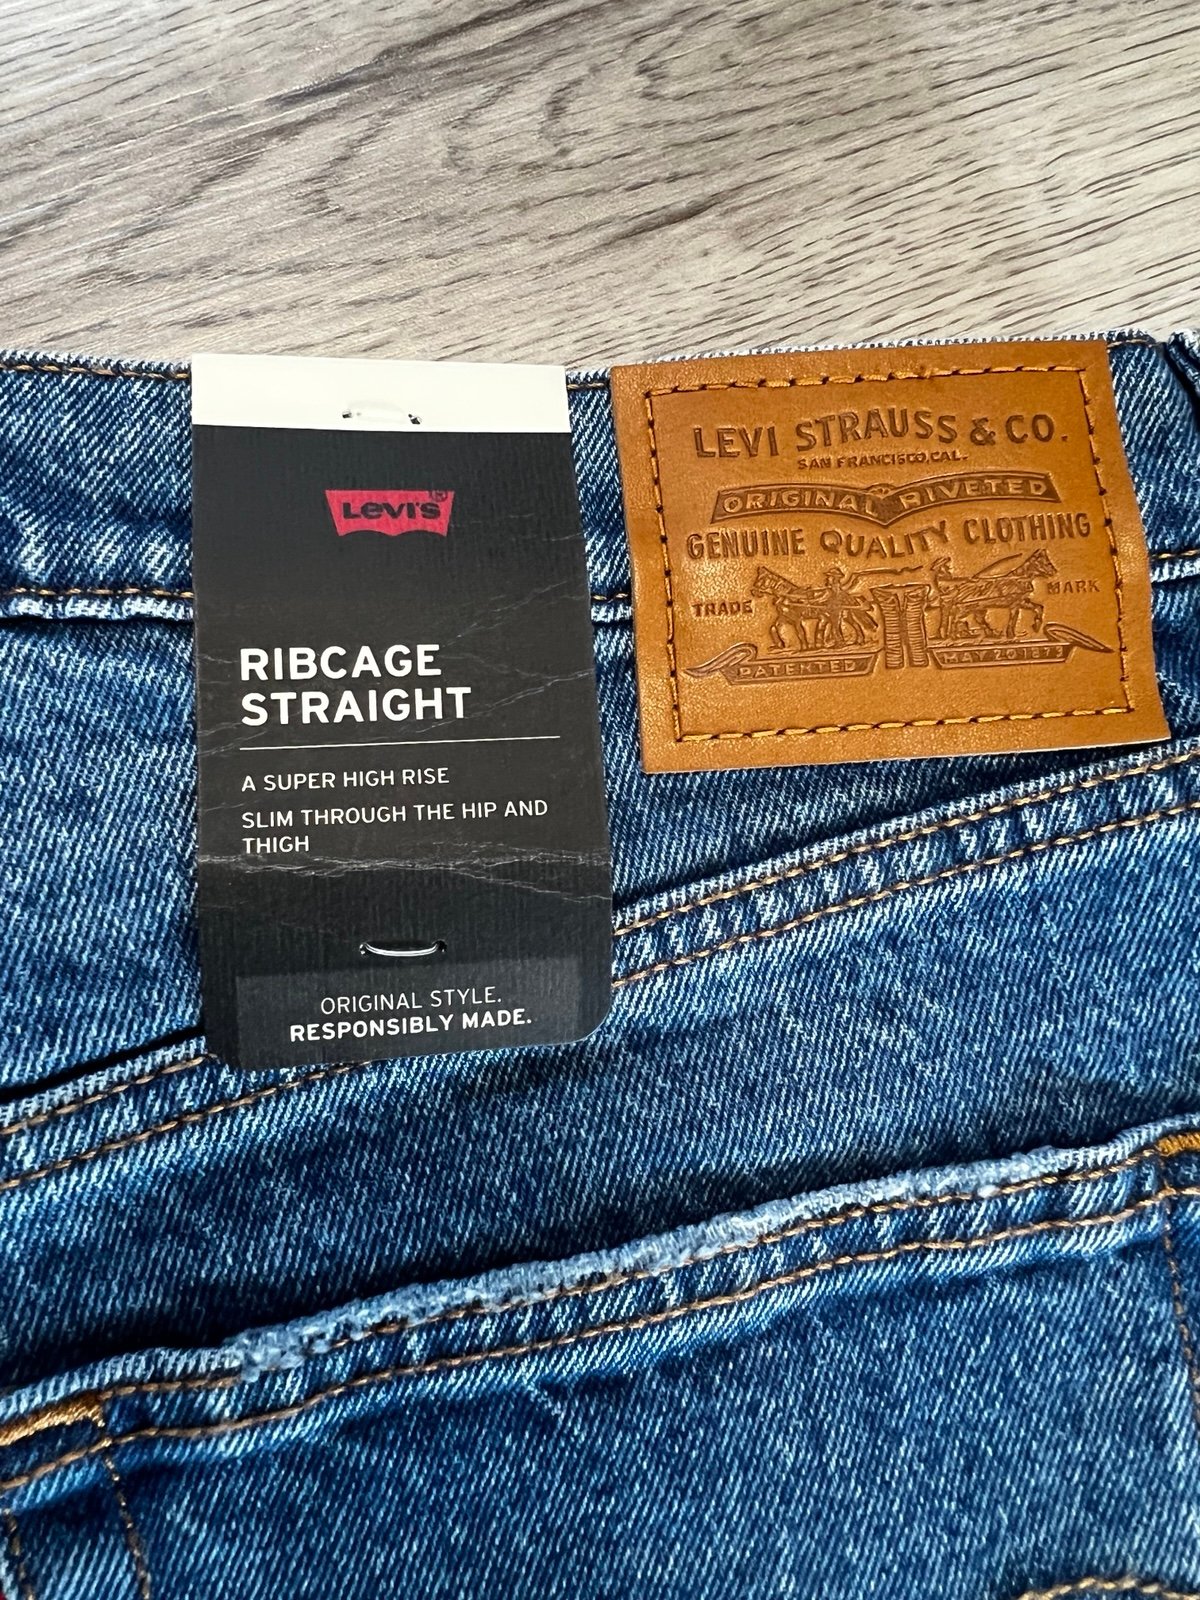 Levi's®
RIBCAGE
STRAIGHT
A SUPER HIGH RISE
SLIM THROUGH THE HIP AND
THIGH
ORIGINAL STYLE.
RESPONSIBLY MADE.
LEVI STRAUSS & CO.
SAN FRANCISCO, CAL.
ORIGINAL RIVETED
GENUINE QUALITY CLOTHING
TRADE MARK
PATENTED MAY 20 1873